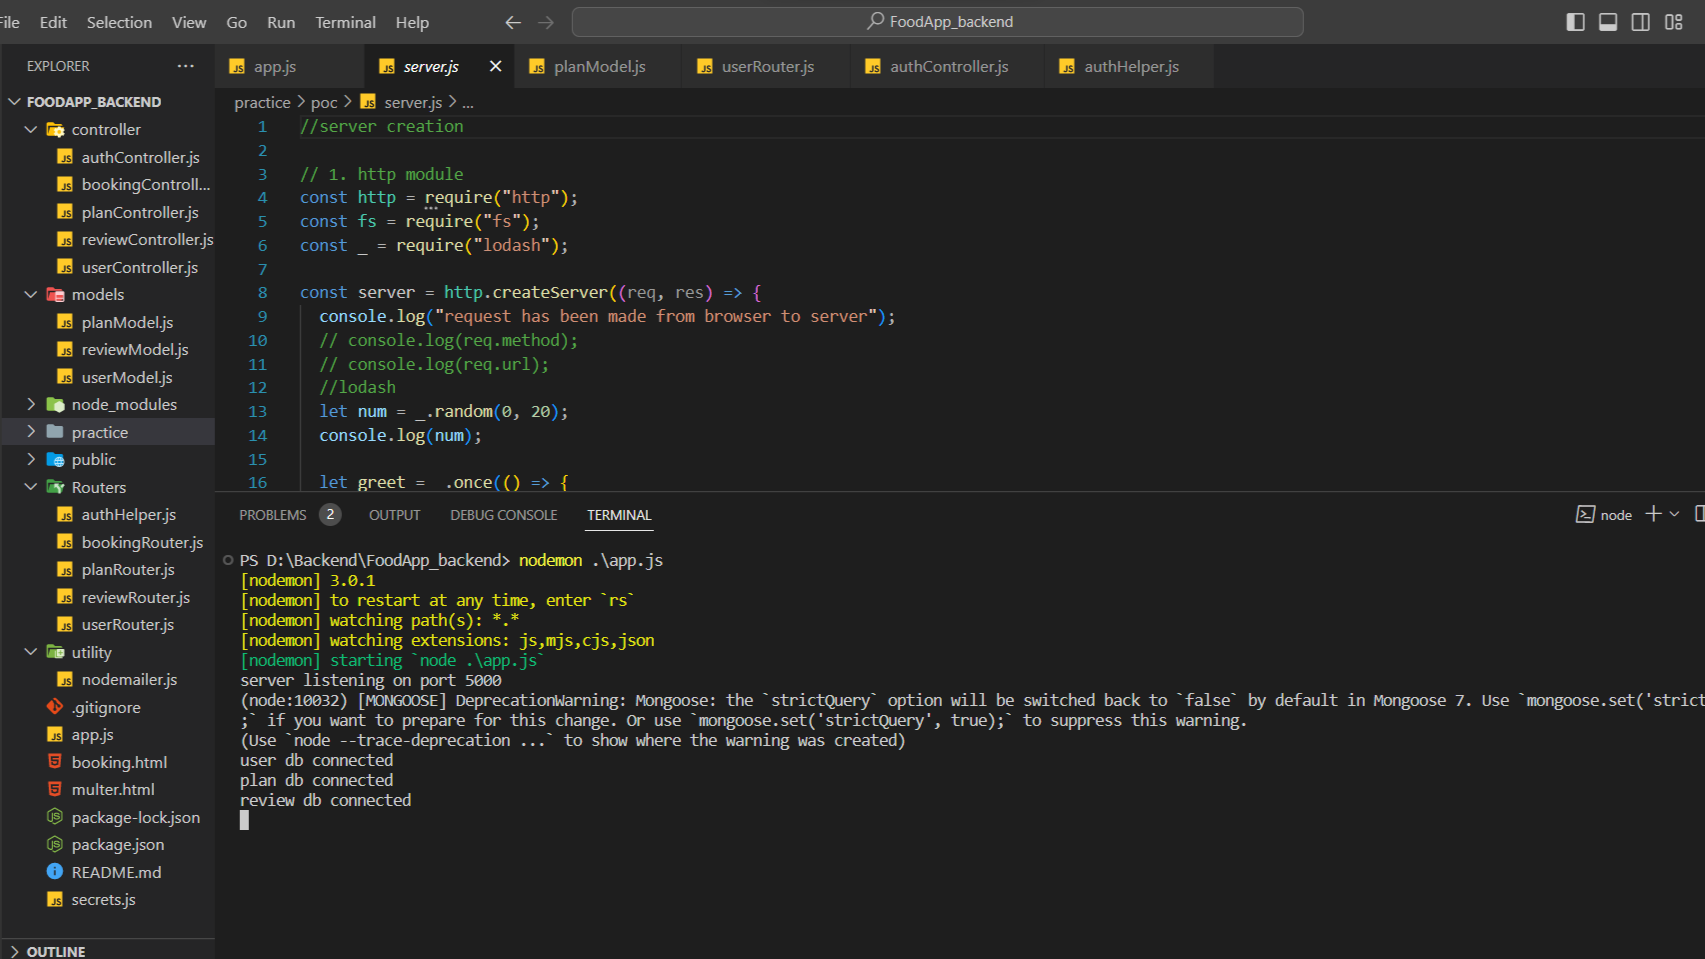 File Edit Selection View Go Run Terminal Help FoodApp_backend
EXPLORER
FOODAPP_BACKEND
controller
authController.js
bookingControll...
planController.js
reviewController.js
userController.js
models
planModel.js
reviewModel.js
userModel.js
node_modules
practice
public
Routers
authHelper.js
bookingRouter.js
planRouter.js
reviewRouter.js
userRouter.js
utility
nodemailer.js
.gitignore
app.js
booking.html
multer.html
package-lock.json
package.json
README.md
secrets.js
OUTLINE
app.js server.js planModel.js userRouter.js authController.js authHelper.js
practice > poc > server.js > ...
1 //server creation
2
3 // 1. http module
4 const http = require("http");
5 const fs = require("fs");
6 const _ = require("lodash");
7
8 const server = http.createServer((req, res) => {
9 console.log("request has been made from browser to server");
10 // console.log(req.method);
11 // console.log(req.url);
12 //lodash
13 let num = _.random(0, 20);
14 console.log(num);
15
16 let greet = .once(() => {
PROBLEMS 2 OUTPUT DEBUG CONSOLE TERMINAL node
PS D:\Backend\FoodApp_backend> nodemon .\app.js
[nodemon] 3.0.1
[nodemon] to restart at any time, enter `rs`
[nodemon] watching path(s): *.*
[nodemon] watching extensions: js,mjs,cjs,json
[nodemon] starting `node .\app.js`
server listening on port 5000
(node:10032) [MONGOOSE] DeprecationWarning: Mongoose: the `strictQuery` option will be switched back to `false` by default in Mongoose 7. Use `mongoose.set('strict
;` if you want to prepare for this change. Or use `mongoose.set('strictQuery', true);` to suppress this warning.
(Use `node --trace-deprecation ...` to show where the warning was created)
user db connected
plan db connected
review db connected